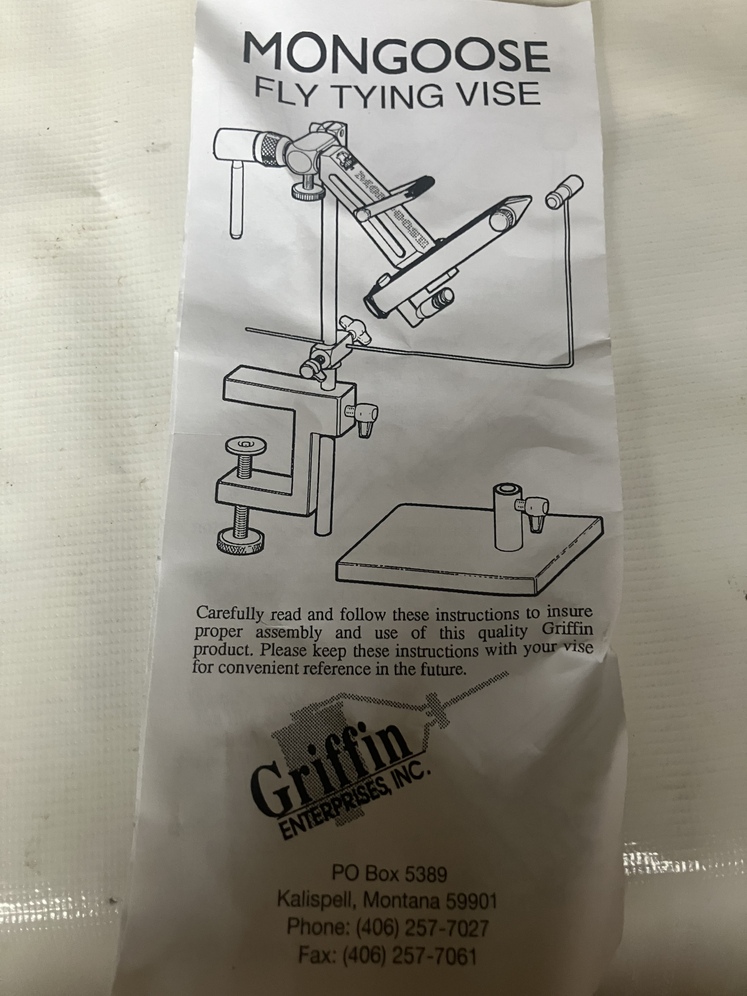 MONGOOSE
FLY TYING VISE
MONGOOSE
Carefully read and follow these instructions to insure
proper assembly and use of this quality Griffin
product. Please keep these instructions with your vise
for convenient reference in the future.
Griffin
ENTERPRISES, INC.
PO Box 5389
Kalispell, Montana 59901
Phone: (406) 257-7027
Fax: (406) 257-7061